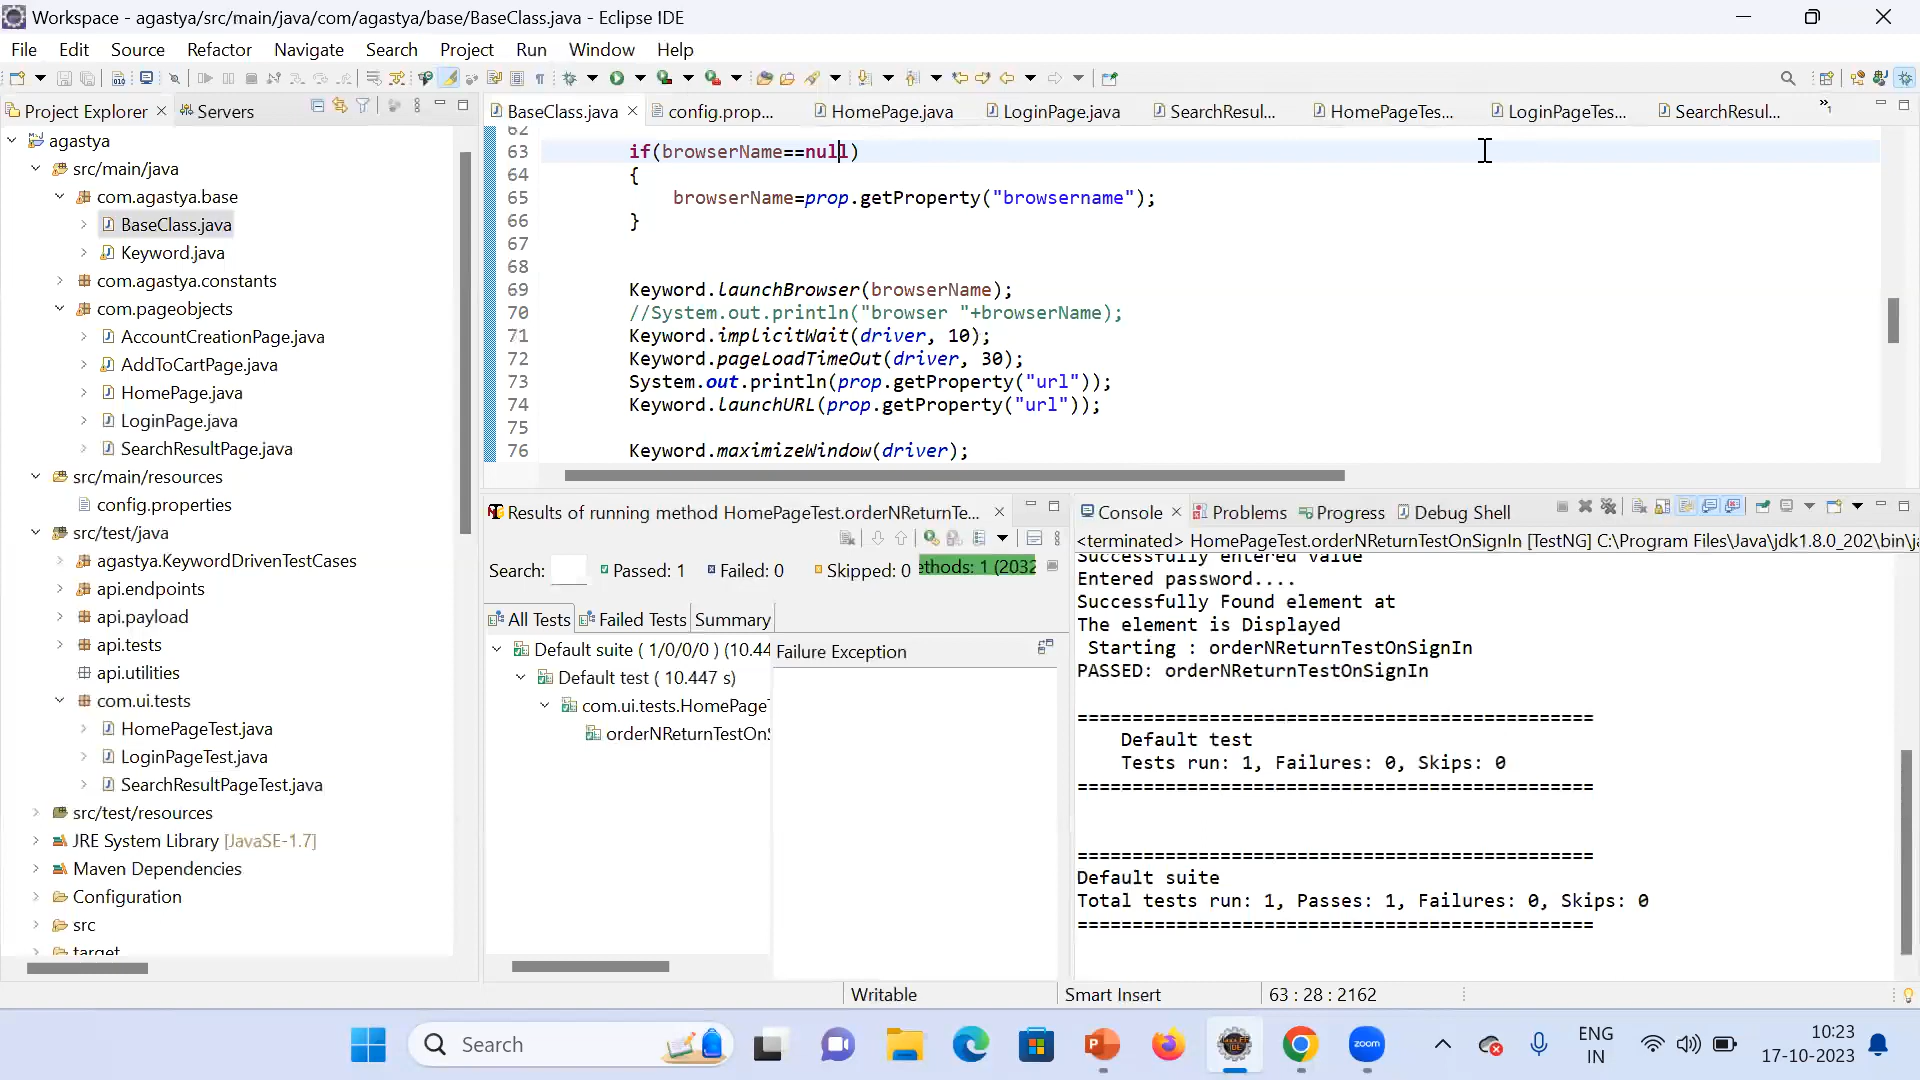 Workspace - agastya/src/main/java/com/agastya/base/BaseClass.java - Eclipse IDE
File Edit Source Refactor Navigate Search Project Run Window Help
Project Explorer Servers
agastya
src/main/java
com.agastya.base
BaseClass.java
Keyword.java
com.agastya.constants
com.pageobjects
AccountCreationPage.java
AddToCartPage.java
HomePage.java
LoginPage.java
SearchResultPage.java
src/main/resources
config.properties
src/test/java
agastya.KeywordDrivenTestCases
api.endpoints
api.payload
api.tests
api.utilities
com.ui.tests
HomePageTest.java
LoginPageTest.java
SearchResultPageTest.java
src/test/resources
JRE System Library [JavaSE-1.7]
Maven Dependencies
Configuration
src
target
BaseClass.java config.prop... HomePage.java LoginPage.java SearchResul... HomePageTes... LoginPageTes... SearchResul... »1
62
63 if(browserName==null)
64 {
65 browserName=prop.getProperty("browsername");
66 }
67
68
69 Keyword.launchBrowser(browserName);
70 //System.out.println("browser "+browserName);
71 Keyword.implicitWait(driver, 10);
72 Keyword.pageLoadTimeOut(driver, 30);
73 System.out.println(prop.getProperty("url"));
74 Keyword.launchURL(prop.getProperty("url"));
75
76 Keyword.maximizeWindow(driver);
Results of running method HomePageTest.orderNReturnTe...
Search: Passed: 1 Failed: 0 Skipped: 0 ethods: 1 (2032
All Tests Failed Tests Summary
Default suite ( 1/0/0/0 ) (10.44
Default test ( 10.447 s)
com.ui.tests.HomePageT
orderNReturnTestOnS
Failure Exception
Console Problems Progress Debug Shell
<terminated> HomePageTest.orderNReturnTestOnSignIn [TestNG] C:\Program Files\Java\jdk1.8.0_202\bin\ja
Successfully entered value
Entered password....
Successfully Found element at
The element is Displayed
Starting : orderNReturnTestOnSignIn
PASSED: orderNReturnTestOnSignIn
===============================================
Default test
Tests run: 1, Failures: 0, Skips: 0
===============================================
===============================================
Default suite
Total tests run: 1, Passes: 1, Failures: 0, Skips: 0
===============================================
Writable Smart Insert 63 : 28 : 2162
Search
zoom
ENG
IN
10:23
17-10-2023